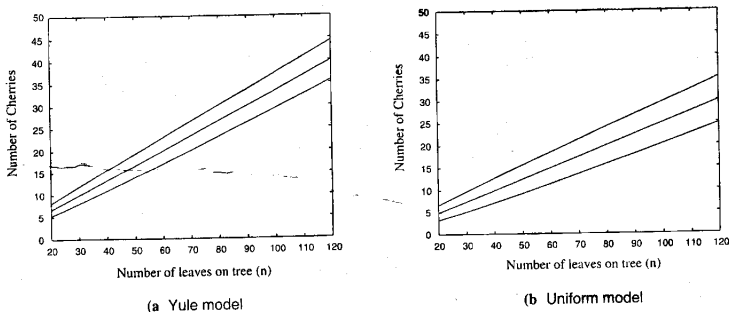 50
45
40
35
30
25
20
15
10
5
0
Number of Cherries
20 30 40 50 60 70 80 90 100 110 120
Number of leaves on tree (n)
(a Yule model
50
45
40
35
30
25
20
15
10
5
0
Number of Cherries
20 30 40 50 60 70 80 90 100 110 120
Number of leaves on tree (n)
(b) Uniform model